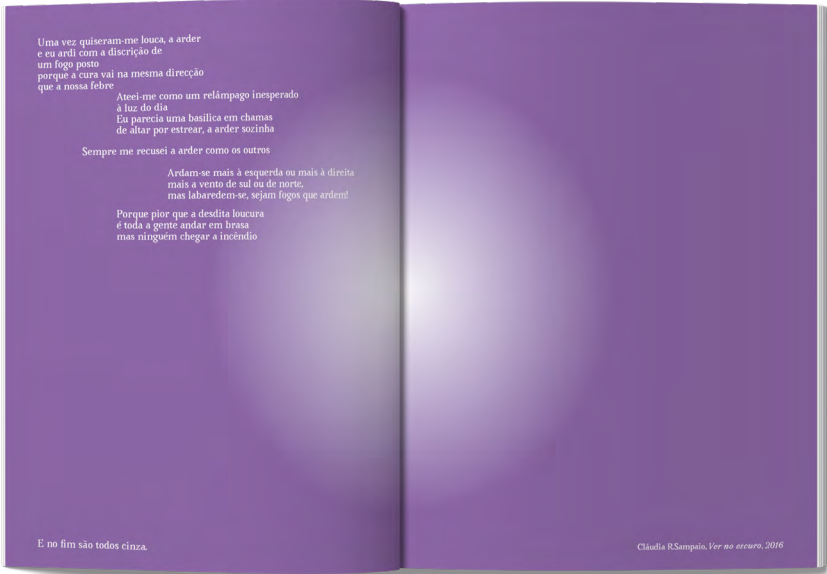 Uma vez quiseram-me louca, a arder
e eu ardi com a discrição de
um fogo posto
porque a cura vai na mesma direcção
que a nossa febre
Ateei-me como um relâmpago inesperado
à luz do dia
Eu parecia uma basílica em chamas
de altar por estrear, a arder sozinha
Sempre me recusei a arder como os outros
Ardam-se mais à esquerda ou mais à direita
mais a vento de sul ou de norte,
mas labaredem-se, sejam fogos que ardem!
Porque pior que a desdita loucura
é toda a gente andar em brasa
mas ninguém chegar a incêndio
E no fim são todos cinza.
Cláudia R.Sampaio, Ver no escuro, 2016